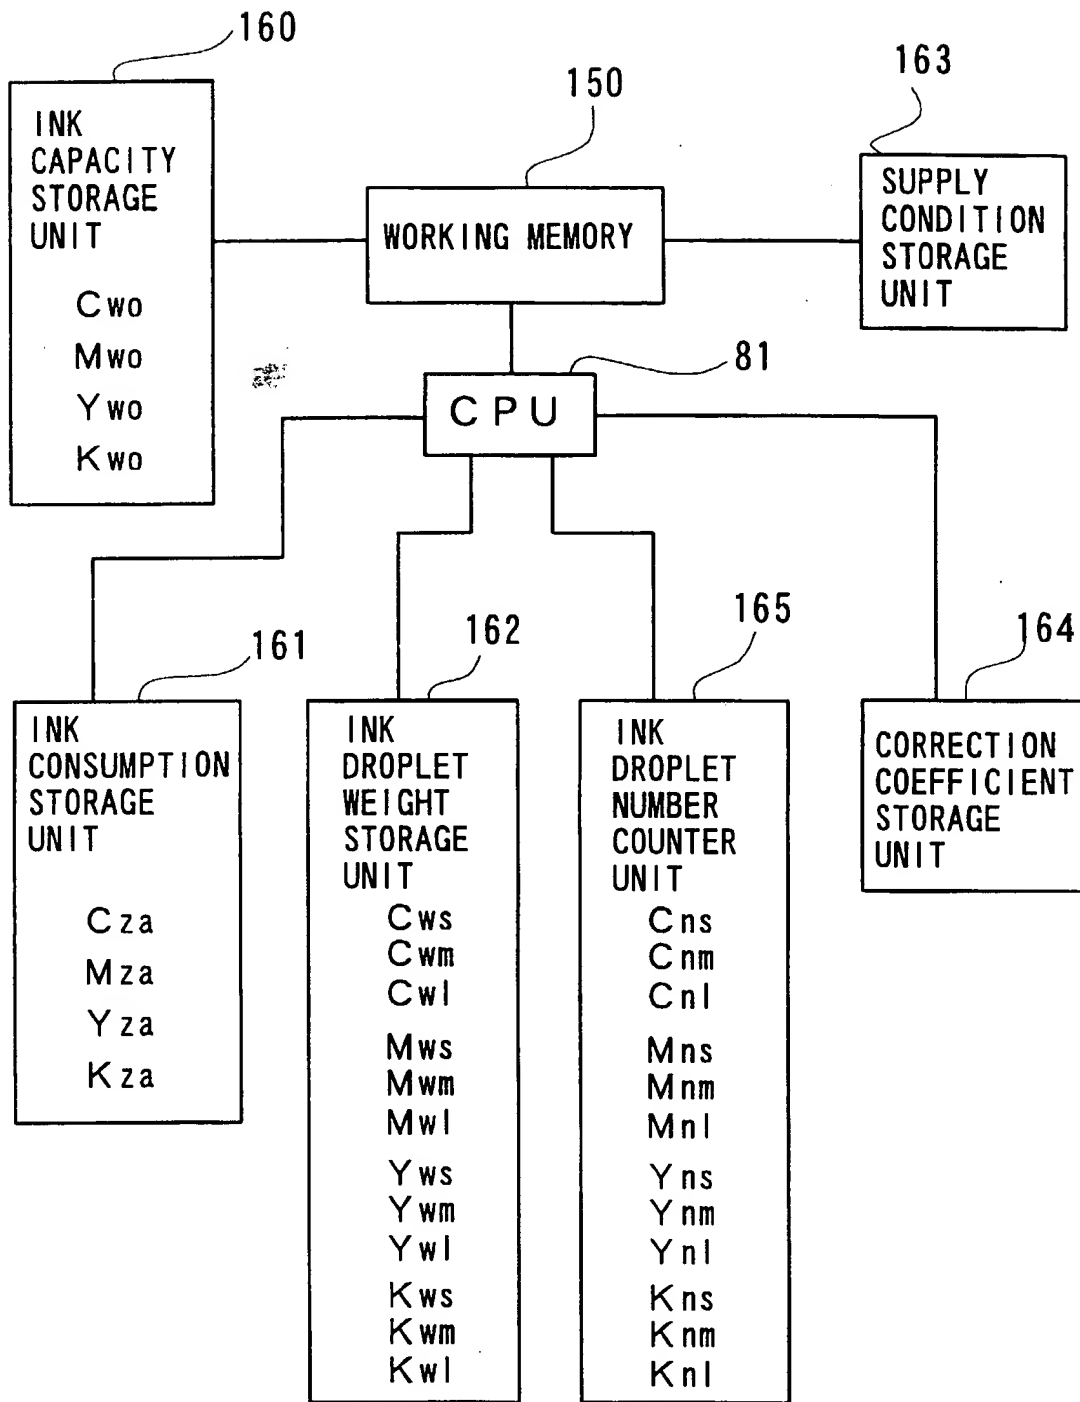 160
INK
CAPACITY
STORAGE
UNIT
Cwo
Mwo
Ywo
Kwo
150
WORKING MEMORY
163
SUPPLY
CONDITION
STORAGE
UNIT
81
CPU
161
INK
CONSUMPTION
STORAGE
UNIT
Cza
Mza
Yza
Kza
162
INK
DROPLET
WEIGHT
STORAGE
UNIT
Cws
Cwm
Cwl
Mws
Mwm
Mwl
Yws
Ywm
Ywl
Kws
Kwm
Kwl
165
INK
DROPLET
NUMBER
COUNTER
UNIT
Cns
Cnm
Cnl
Mns
Mnm
Mnl
Yns
Ynm
Ynl
Kns
Knm
Knl
164
CORRECTION
COEFFICIENT
STORAGE
UNIT